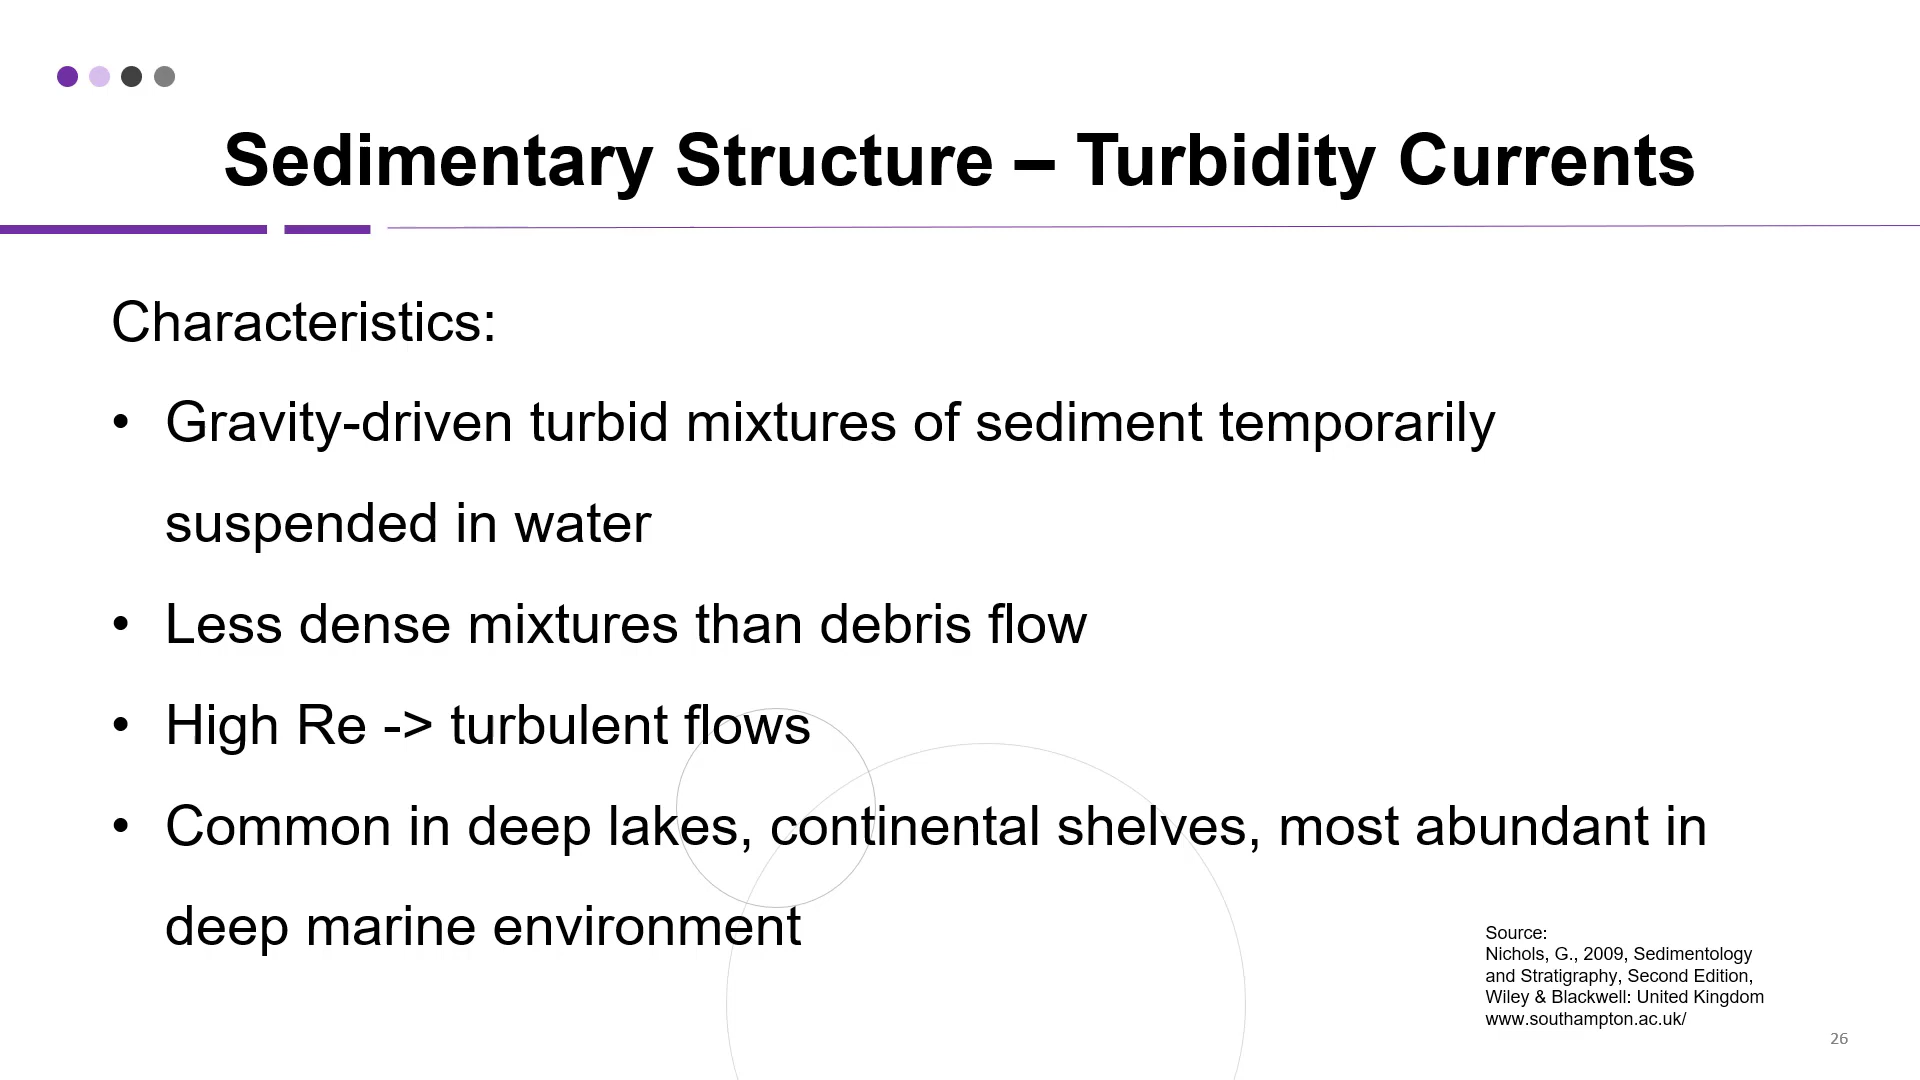 Sedimentary Structure – Turbidity Currents
Characteristics:
• Gravity-driven turbid mixtures of sediment temporarily
suspended in water
• Less dense mixtures than debris flow
• High Re -> turbulent flows
• Common in deep lakes, continental shelves, most abundant in
deep marine environment
Source:
Nichols, G., 2009, Sedimentology
and Stratigraphy, Second Edition,
Wiley & Blackwell: United Kingdom
www.southampton.ac.uk/
26